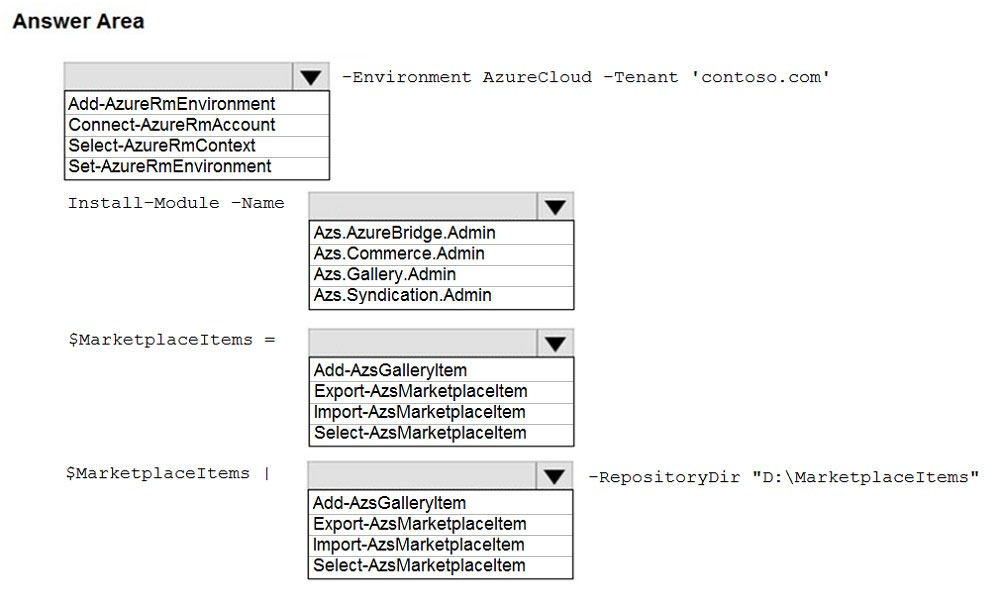 Answer Area
-Environment AzureCloud -Tenant 'contoso.com'
Add-AzureRmEnvironment
Connect-AzureRmAccount
Select-AzureRmContext
Set-AzureRmEnvironment
Install-Module -Name
Azs.AzureBridge.Admin
Azs.Commerce.Admin
Azs.Gallery.Admin
Azs.Syndication.Admin
$MarketplaceItems =
Add-AzsGalleryItem
Export-AzsMarketplaceItem
Import-AzsMarketplaceItem
Select-AzsMarketplaceItem
$MarketplaceItems | -RepositoryDir "D:\MarketplaceItems"
Add-AzsGalleryItem
Export-AzsMarketplaceItem
Import-AzsMarketplaceItem
Select-AzsMarketplaceItem